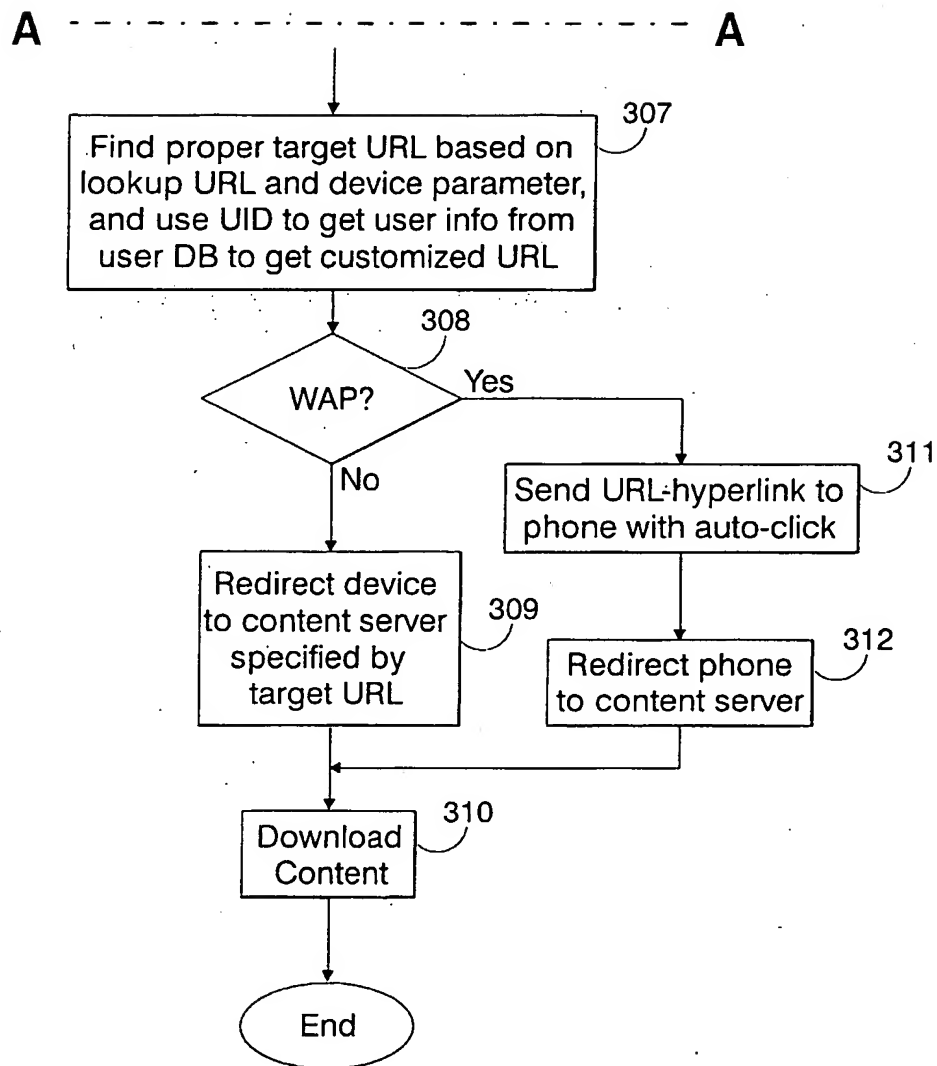 A A
307
Find proper target URL based on
lookup URL and device parameter,
and use UID to get user info from
user DB to get customized URL
308
WAP?
Yes
No
311
Send URL-hyperlink to
phone with auto-click
Redirect device
to content server
specified by
target URL
309
312
Redirect phone
to content server
310
Download
Content
End